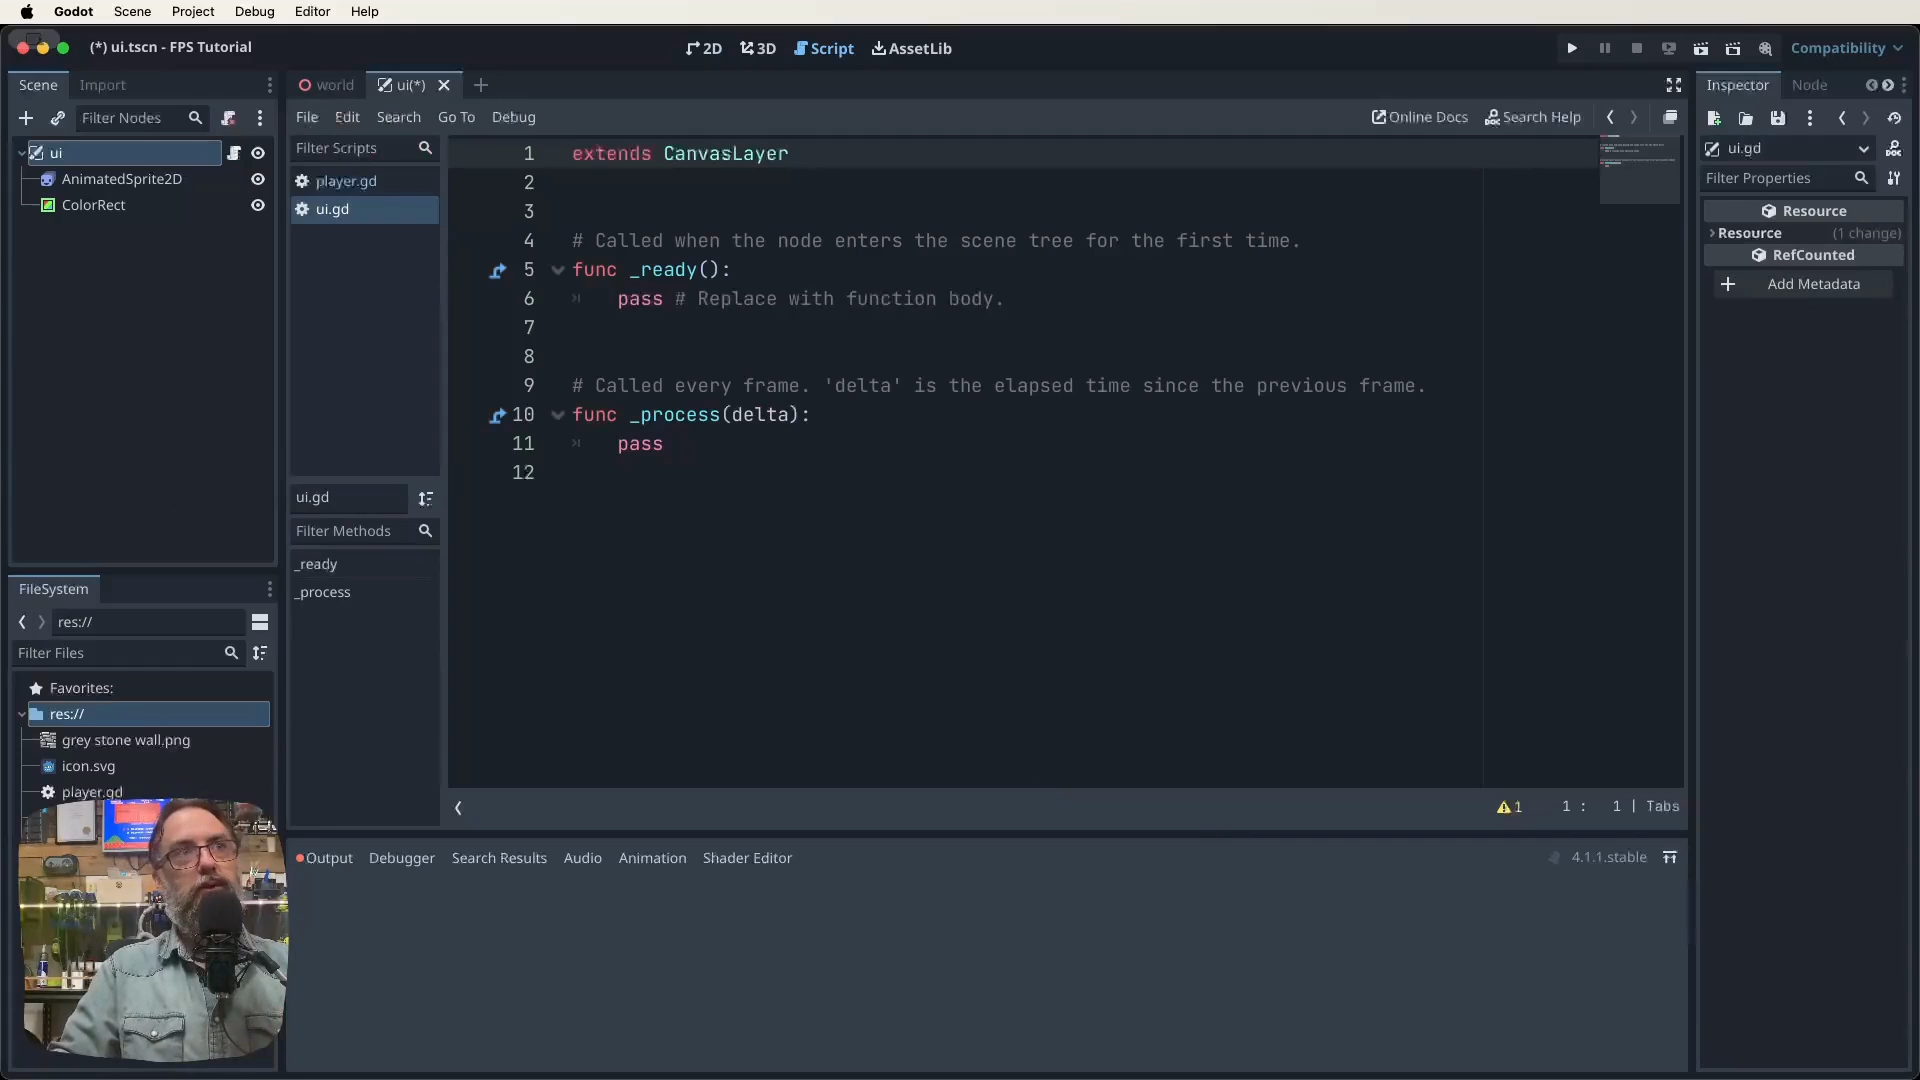 Godot Scene Project Debug Editor Help
(*) ui.tscn - FPS Tutorial
2D 3D Script AssetLib
Compatibility
Scene Import
world ui(*)
Inspector Node
Filter Nodes
File Edit Search Go To Debug
Online Docs Search Help
ui
AnimatedSprite2D
ColorRect
Filter Scripts
player.gd
ui.gd
ui.gd
Filter Methods
_ready
_process
1 extends CanvasLayer
2
3
4 # Called when the node enters the scene tree for the first time.
5 func _ready():
6 pass # Replace with function body.
7
8
9 # Called every frame. 'delta' is the elapsed time since the previous frame.
10 func _process(delta):
11 pass
12
1 1 : 1 | Tabs
ui.gd
Filter Properties
Resource
Resource (1 change)
RefCounted
Add Metadata
FileSystem
res://
Filter Files
Favorites:
res://
grey stone wall.png
icon.svg
player.gd
Output Debugger Search Results Audio Animation Shader Editor
4.1.1.stable